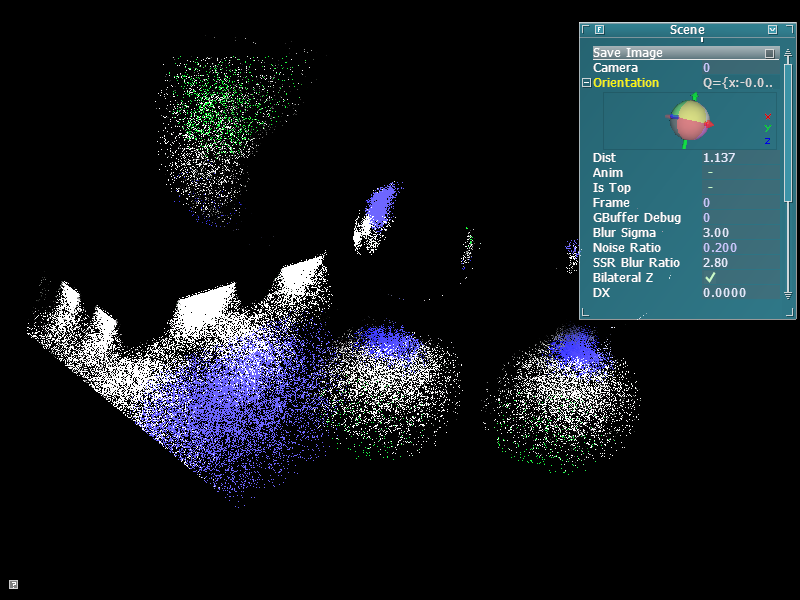 Scene
Save Image
Camera 0
Orientation Q={x:-0.0..
X
Y
Z
Dist 1.137
Anim -
Is Top -
Frame 0
GBuffer Debug 0
Blur Sigma 3.00
Noise Ratio 0.200
SSR Blur Ratio 2.80
Bilateral Z ✓
DX 0.0000
?